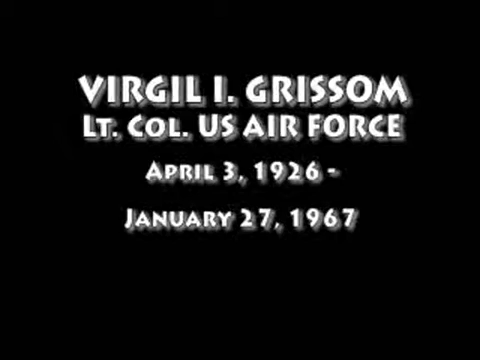 VIRGIL I. GRISSOM
LT. COL. US AIR FORCE
APRIL 3, 1926 -
JANUARY 27, 1967